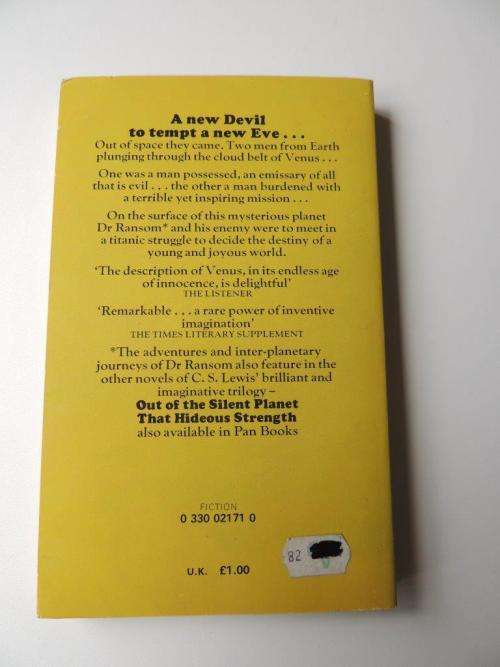 A new Devil
to tempt a new Eve . . .
Out of space they came. Two men from Earth
plunging through the cloud belt of Venus . . .
One was a man possessed, an emissary of all
that is evil . . . the other a man burdened with
a terrible yet inspiring mission . . .
On the surface of this mysterious planet
Dr Ransom* and his enemy were to meet in
a titanic struggle to decide the destiny of a
young and joyous world.
‘The description of Venus, in its endless age
of innocence, is delightful’
THE LISTENER
‘Remarkable . . . a rare power of inventive
imagination’
THE TIMES LITERARY SUPPLEMENT
*The adventures and inter-planetary
journeys of Dr Ransom also feature in the
other novels of C. S. Lewis’ brilliant and
imaginative trilogy –
Out of the Silent Planet
That Hideous Strength
also available in Pan Books
FICTION
0 330 02171 0
82
U.K. £1.00